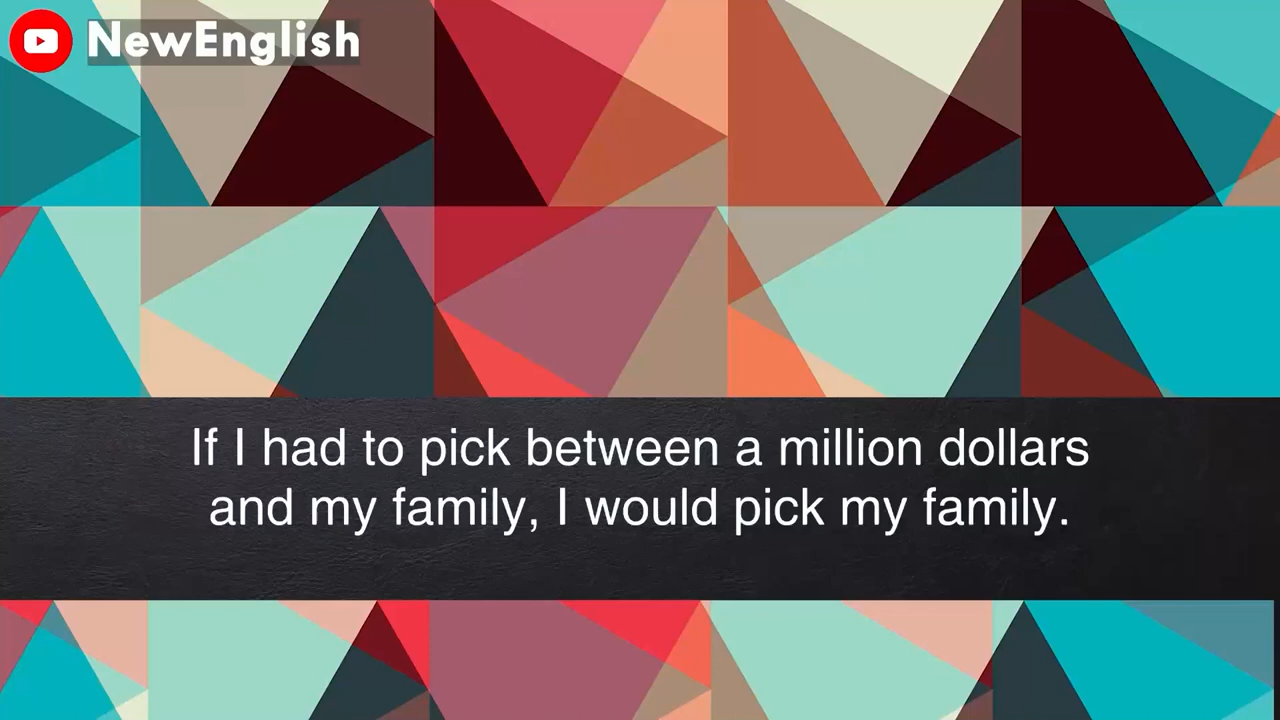 NewEnglish
If I had to pick between a million dollars
and my family, I would pick my family.